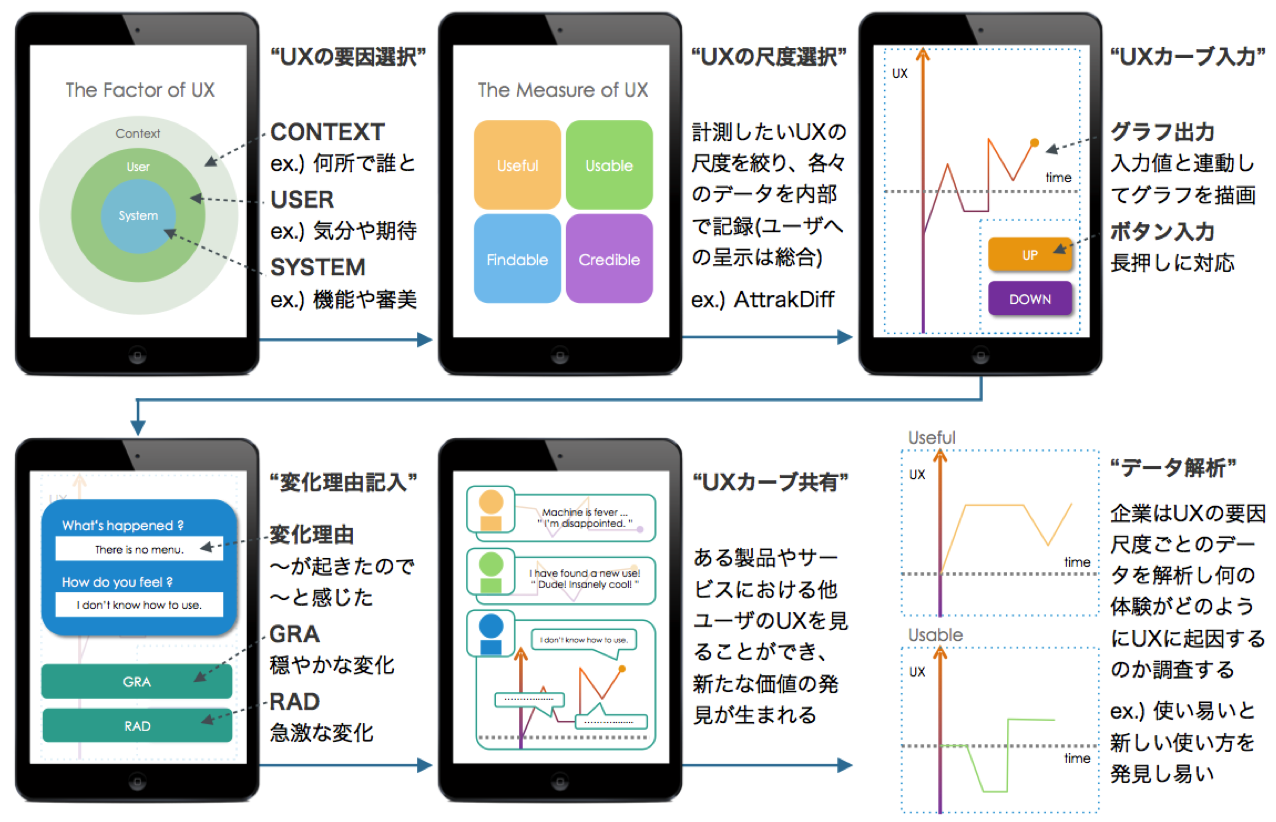 The Factor of UX
Context
User
System
“UXの要因選択”
CONTEXT
ex.) 何所で誰と
USER
ex.) 気分や期待
SYSTEM
ex.) 機能や審美
The Measure of UX
Useful
Usable
Findable
Credible
“UXの尺度選択”
計測したいUXの
尺度を絞り、各々
のデータを内部
で記録(ユーザへ
の呈示は総合)
ex.) AttrakDiff
UX
time
UP
DOWN
“UXカーブ入力”
グラフ出力
入力値と連動し
てグラフを描画
ボタン入力
長押しに対応
UX
What's happened ?
There is no menu.
How do you feel ?
I don't know how to use.
GRA
RAD
“変化理由記入”
変化理由
〜が起きたので
〜と感じた
GRA
穏やかな変化
RAD
急激な変化
Machine is fever ...
" I'm disappointed. "
I have found a new use!
" Dude! Insanely cool! "
I don't know how to use.
“UXカーブ共有”
ある製品やサー
ビスにおける他
ユーザのUXを見
ることができ、
新たな価値の発
見が生まれる
Useful
UX
time
Usable
UX
time
“データ解析”
企業はUXの要因
尺度ごとのデー
タを解析し何の
体験がどのよう
にUXに起因する
のか調査する
ex.) 使い易いと
新しい使い方を
発見し易い